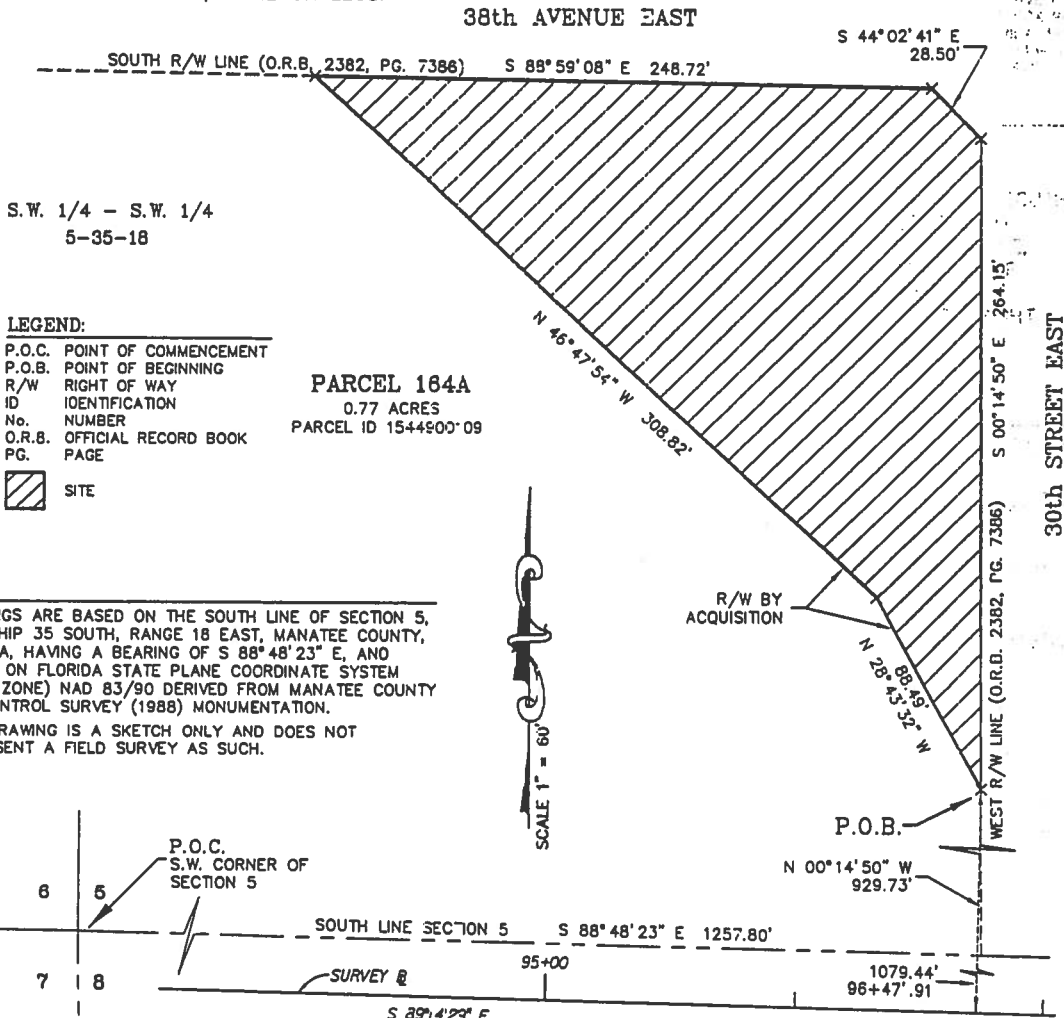 38th AVENUE EAST
S 44°02'41" E
28.50'
SOUTH R/W LINE (O.R.B. 2382, PG. 7386) S 88°59'08" E 248.72'
S.W. 1/4 - S.W. 1/4
5-35-18
LEGEND:
P.O.C. POINT OF COMMENCEMENT
P.O.B. POINT OF BEGINNING
R/W RIGHT OF WAY
ID IDENTIFICATION
No. NUMBER
O.R.B. OFFICIAL RECORD BOOK
PG. PAGE
SITE
PARCEL 164A
0.77 ACRES
PARCEL ID 1544900709
N 46°47'54" W 308.82'
S 00°14'50" E 264.15'
30th STREET EAST
WEST R/W LINE (O.R.B. 2382, PG. 7386)
R/W BY
ACQUISITION
88.49'
N 28°43'32" W
GS ARE BASED ON THE SOUTH LINE OF SECTION 5,
HIP 35 SOUTH, RANGE 18 EAST, MANATEE COUNTY,
A, HAVING A BEARING OF S 88°48'23" E, AND
ON FLORIDA STATE PLANE COORDINATE SYSTEM
ZONE) NAD 83/90 DERIVED FROM MANATEE COUNTY
NTROL SURVEY (1988) MONUMENTATION.
RAWING IS A SKETCH ONLY AND DOES NOT
SENT A FIELD SURVEY AS SUCH.
SCALE 1" = 60'
P.O.B.
N 00°14'50" W
929.73'
P.O.C.
S.W. CORNER OF
SECTION 5
6 5
7 8
SOUTH LINE SECTION 5 S 88°48'23" E 1257.80'
95+00
SURVEY ℄
1079.44'
96+47.91
S 89°14'29" E